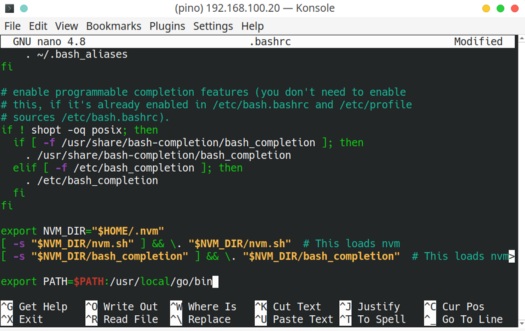 (pino) 192.168.100.20 — Konsole
File Edit View Bookmarks Plugins Settings Help
GNU nano 4.8 .bashrc Modified
. ~/.bash_aliases
fi
# enable programmable completion features (you don't need to enable
# this, if it's already enabled in /etc/bash.bashrc and /etc/profile
# sources /etc/bash.bashrc).
if ! shopt -oq posix; then
if [ -f /usr/share/bash-completion/bash_completion ]; then
. /usr/share/bash-completion/bash_completion
elif [ -f /etc/bash_completion ]; then
. /etc/bash_completion
fi
fi
export NVM_DIR="$HOME/.nvm"
[ -s "$NVM_DIR/nvm.sh" ] && \. "$NVM_DIR/nvm.sh" # This loads nvm
[ -s "$NVM_DIR/bash_completion" ] && \. "$NVM_DIR/bash_completion" # This loads nvm>
export PATH=$PATH:/usr/local/go/bin
^G Get Help ^O Write Out ^W Where Is ^K Cut Text ^J Justify ^C Cur Pos
^X Exit ^R Read File ^\ Replace ^U Paste Text ^T To Spell ^_ Go To Line